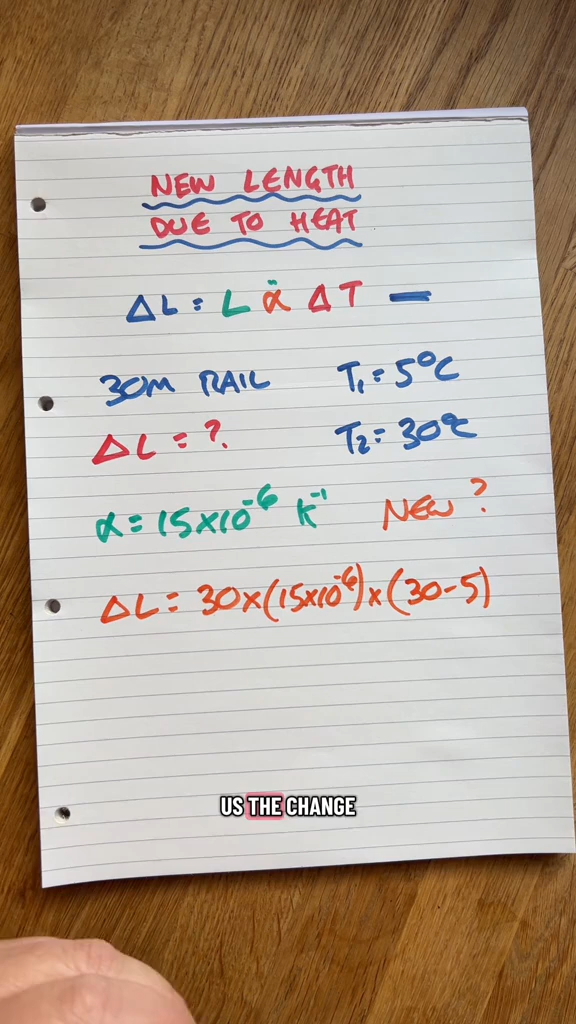 NEW LENGTH
DUE TO HEAT
ΔL = L α ΔT —
30M RAIL T₁ = 5°C
ΔL = ? T₂ = 30°C
α = 15×10⁻⁶ K⁻¹ NEW ?
ΔL = 30×(15×10⁻⁶)×(30-5)
US THE CHANGE